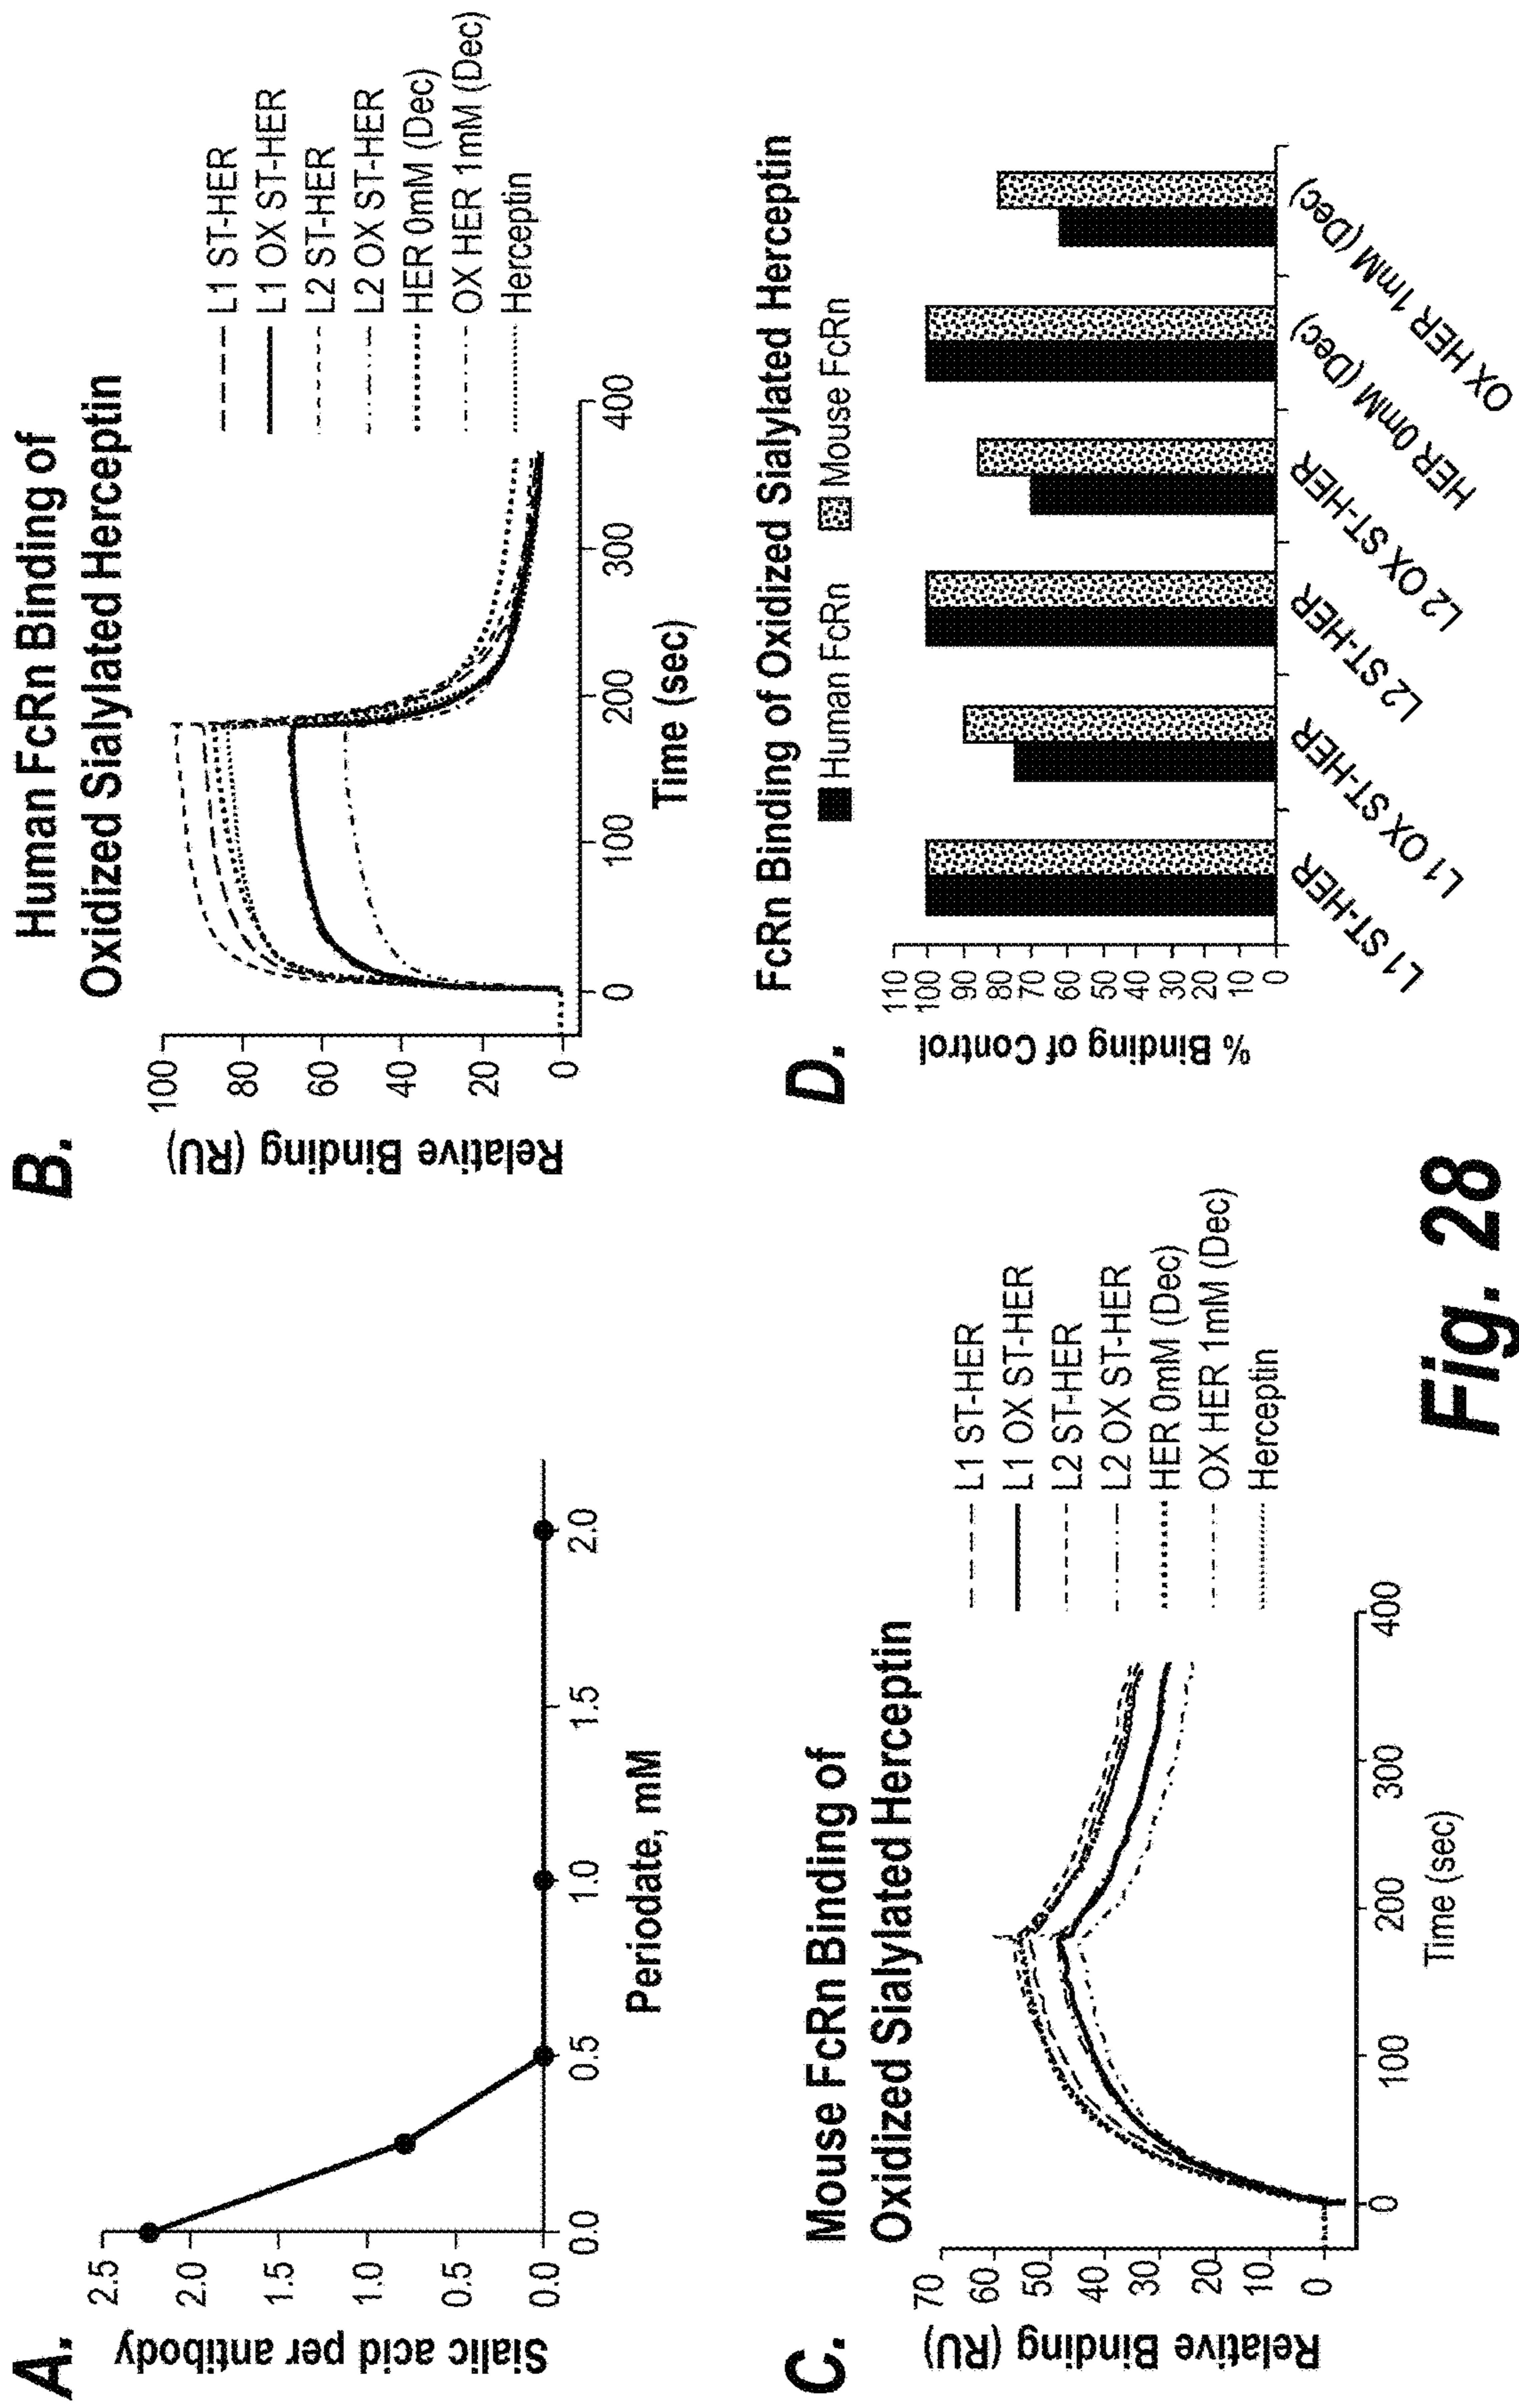 A.
Sialic acid per antibody
2.5
2.0
1.5
1.0
0.5
0.0
0.0
0.5
1.0
1.5
2.0
Periodate, mM
B.
Human FcRn Binding of
Oxidized Sialylated Herceptin
Relative Binding (RU)
100
80
60
40
20
0
0
100
200
300
400
Time (sec)
L1 ST-HER
L1 OX ST-HER
L2 ST-HER
L2 OX ST-HER
HER 0mM (Dec)
OX HER 1mM (Dec)
Herceptin
C.
Mouse FcRn Binding of
Oxidized Sialylated Herceptin
Relative Binding (RU)
70
60
50
40
30
20
10
0
0
100
200
300
400
Time (sec)
L1 ST-HER
L1 OX ST-HER
L2 ST-HER
L2 OX ST-HER
HER 0mM (Dec)
OX HER 1mM (Dec)
Herceptin
D.
FcRn Binding of Oxidized Sialylated Herceptin
Human FcRn
Mouse FcRn
% Binding of Control
110
100
90
80
70
60
50
40
30
20
10
0
L1 ST-HER
L1 OX ST-HER
L2 ST-HER
L2 OX ST-HER
HER 0mM (Dec)
OX HER 1mM (Dec)
Fig. 28